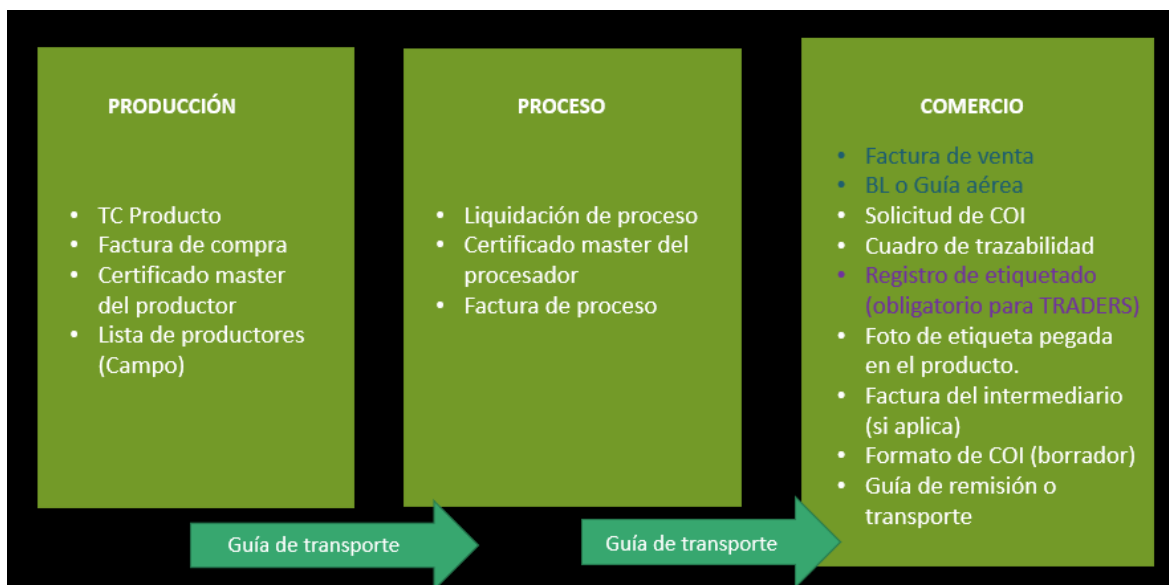 PRODUCCIÓN
• TC Producto
• Factura de compra
• Certificado master
del productor
• Lista de productores
(Campo)
PROCESO
• Liquidación de proceso
• Certificado master del
procesador
• Factura de proceso
COMERCIO
• Factura de venta
• BL o Guía aérea
• Solicitud de COI
• Cuadro de trazabilidad
• Registro de etiquetado
(obligatorio para TRADERS)
• Foto de etiqueta pegada
en el producto.
• Factura del intermediario
(si aplica)
• Formato de COI (borrador)
• Guía de remisión o
transporte
Guía de transporte
Guía de transporte